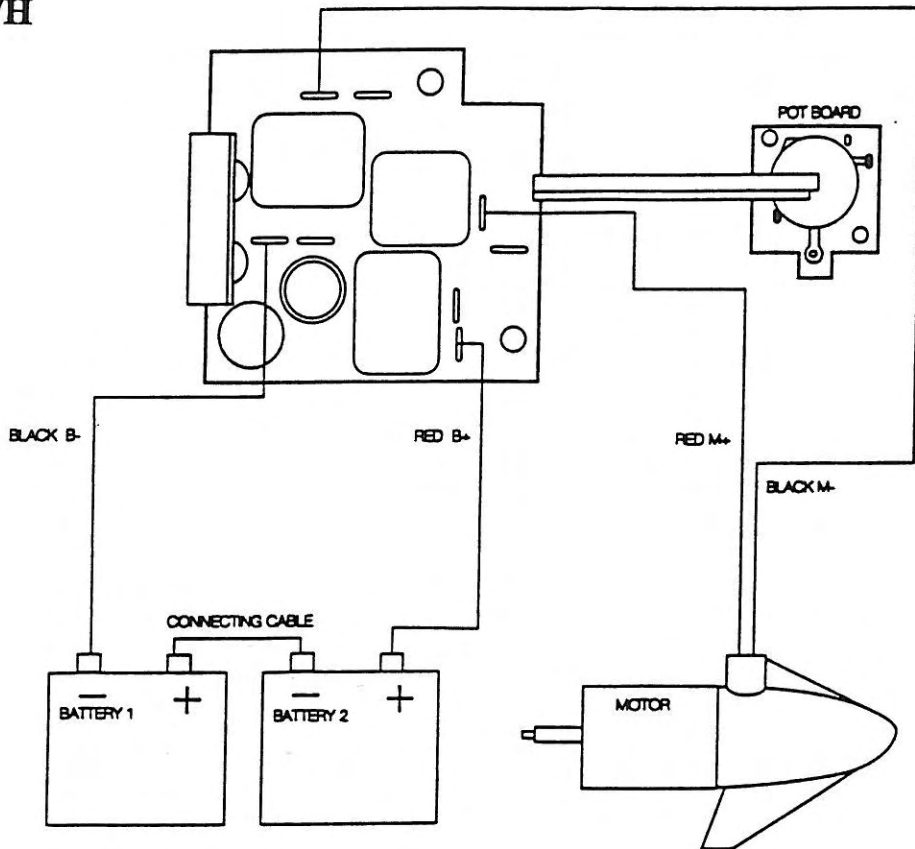 POT BOARD
BLACK B-
RED B+
RED M+
BLACK M-
CONNECTING CABLE
BATTERY 1
- +
BATTERY 2
- +
MOTOR